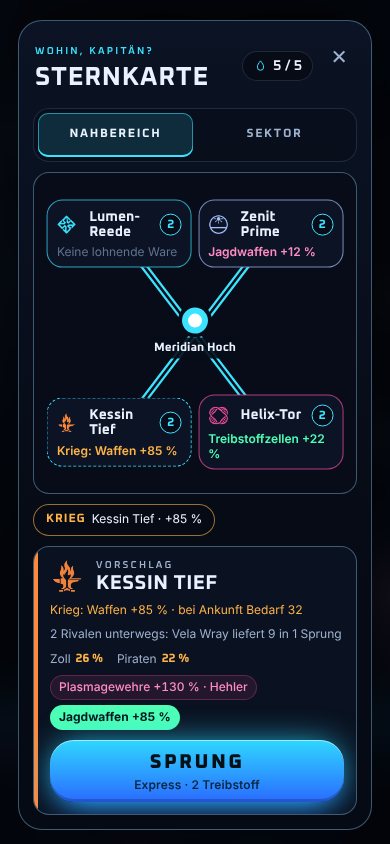 WOHIN, KAPITÄN?
STERNKARTE
5 / 5
NAHBEREICH
SEKTOR
Lumen-
Reede
2
Keine lohnende Ware
Zenit
Prime
2
Jagdwaffen +12 %
Meridian Hoch
Kessin
Tief
2
Krieg: Waffen +85 %
Helix-Tor
2
Treibstoffzellen +22
%
KRIEG Kessin Tief · +85 %
VORSCHLAG
KESSIN TIEF
Krieg: Waffen +85 % · bei Ankunft Bedarf 32
2 Rivalen unterwegs: Vela Wray liefert 9 in 1 Sprung
Zoll 26 % Piraten 22 %
Plasmagewehre +130 % · Hehler
Jagdwaffen +85 %
SPRUNG
Express · 2 Treibstoff